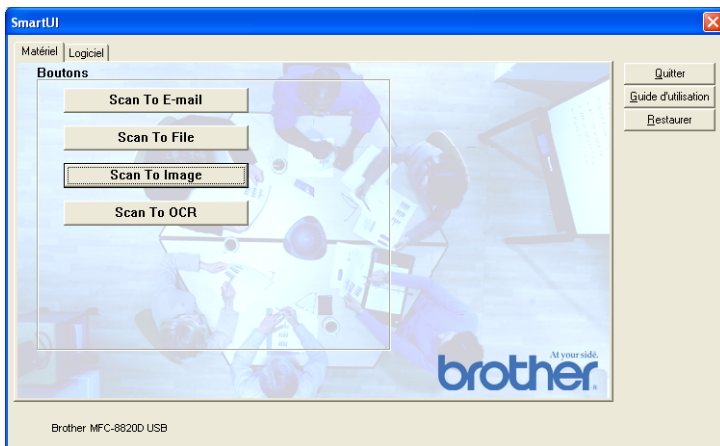 SmartUI
Matériel
Logiciel
Boutons
Scan To E-mail
Scan To File
Scan To Image
Scan To OCR
Quitter
Guide d'utilisation
Restaurer
At your side.
brother
Brother MFC-8820D USB